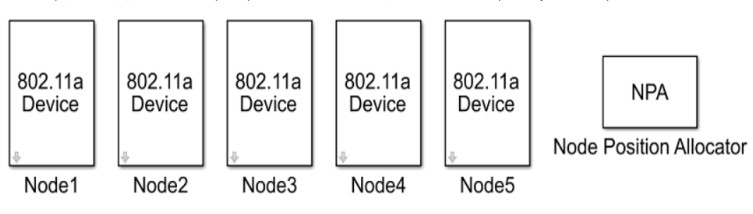 802.11a
Device
802.11a
Device
802.11a
Device
802.11a
Device
802.11a
Device
NPA
Node1
Node2
Node3
Node4
Node5
Node Position Allocator